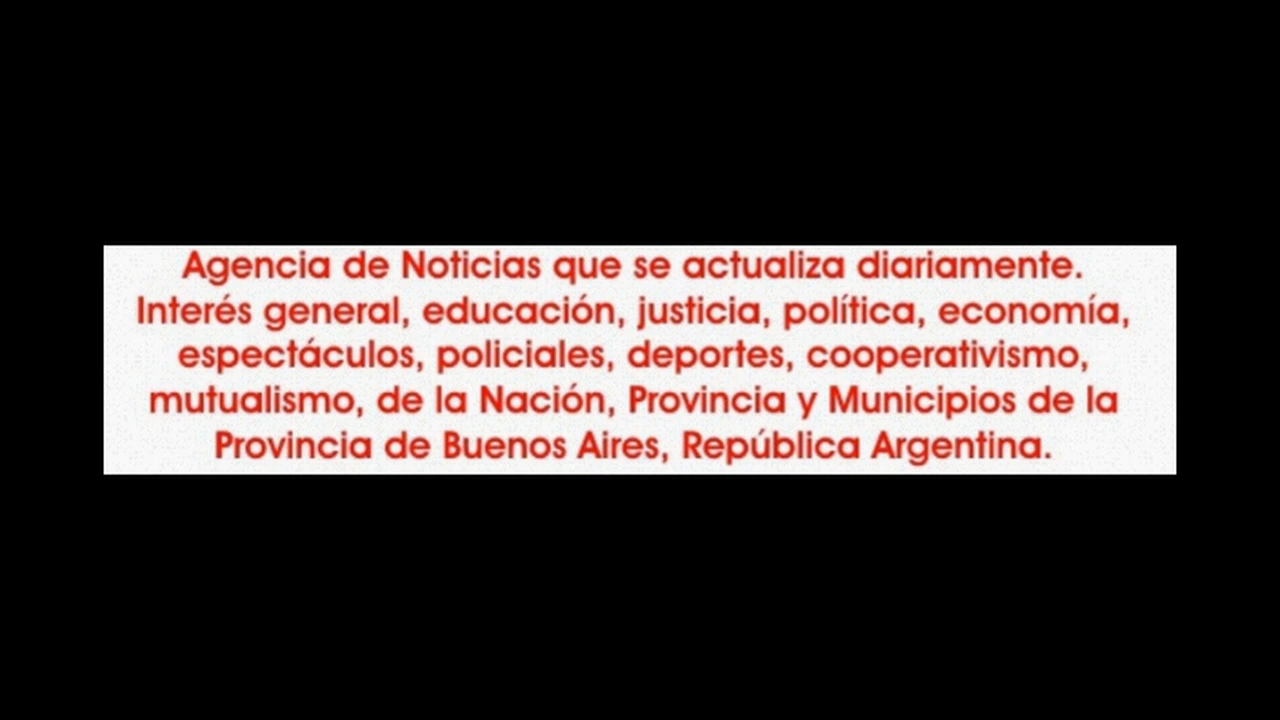 Agencia de Noticias que se actualiza diariamente.
Interés general, educación, justicia, política, economía,
espectáculos, policiales, deportes, cooperativismo,
mutualismo, de la Nación, Provincia y Municipios de la
Provincia de Buenos Aires, República Argentina.